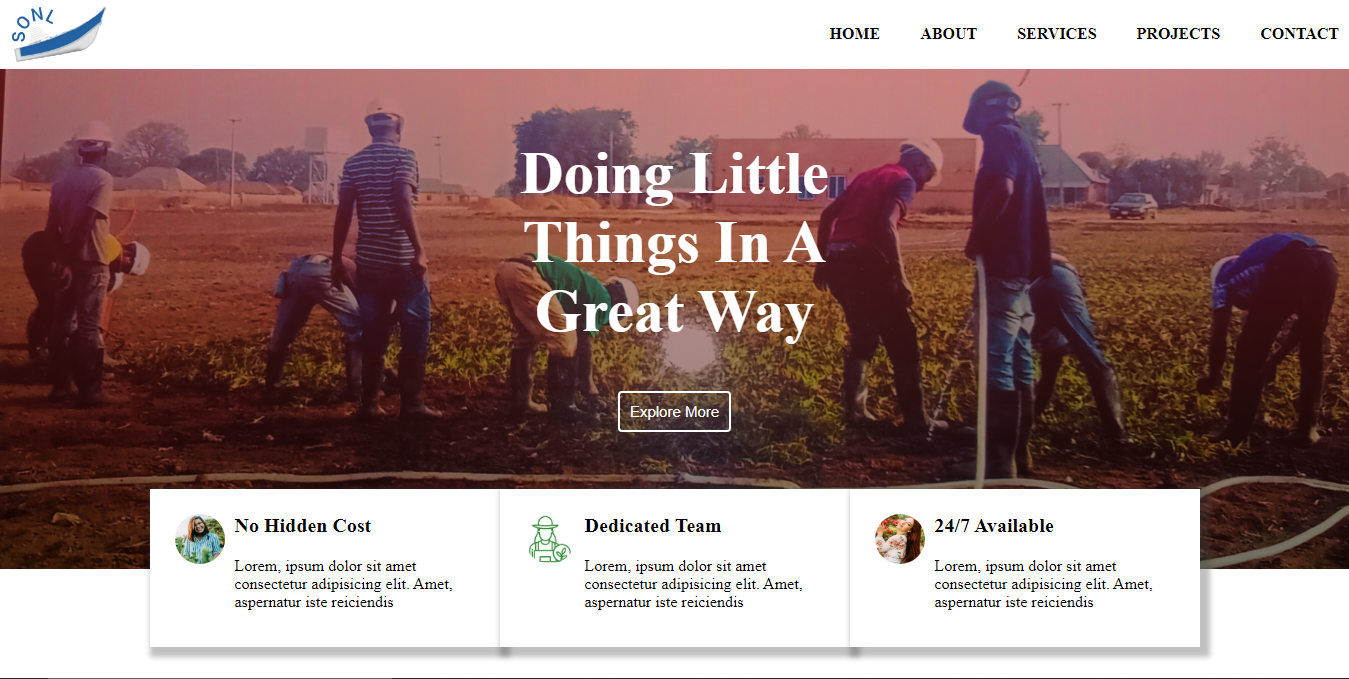 SONL
HOME ABOUT SERVICES PROJECTS CONTACT
Doing Little
Things In A
Great Way
Explore More
No Hidden Cost
Lorem, ipsum dolor sit amet
consectetur adipisicing elit. Amet,
aspernatur iste reiciendis
Dedicated Team
Lorem, ipsum dolor sit amet
consectetur adipisicing elit. Amet,
aspernatur iste reiciendis
24/7 Available
Lorem, ipsum dolor sit amet
consectetur adipisicing elit. Amet,
aspernatur iste reiciendis